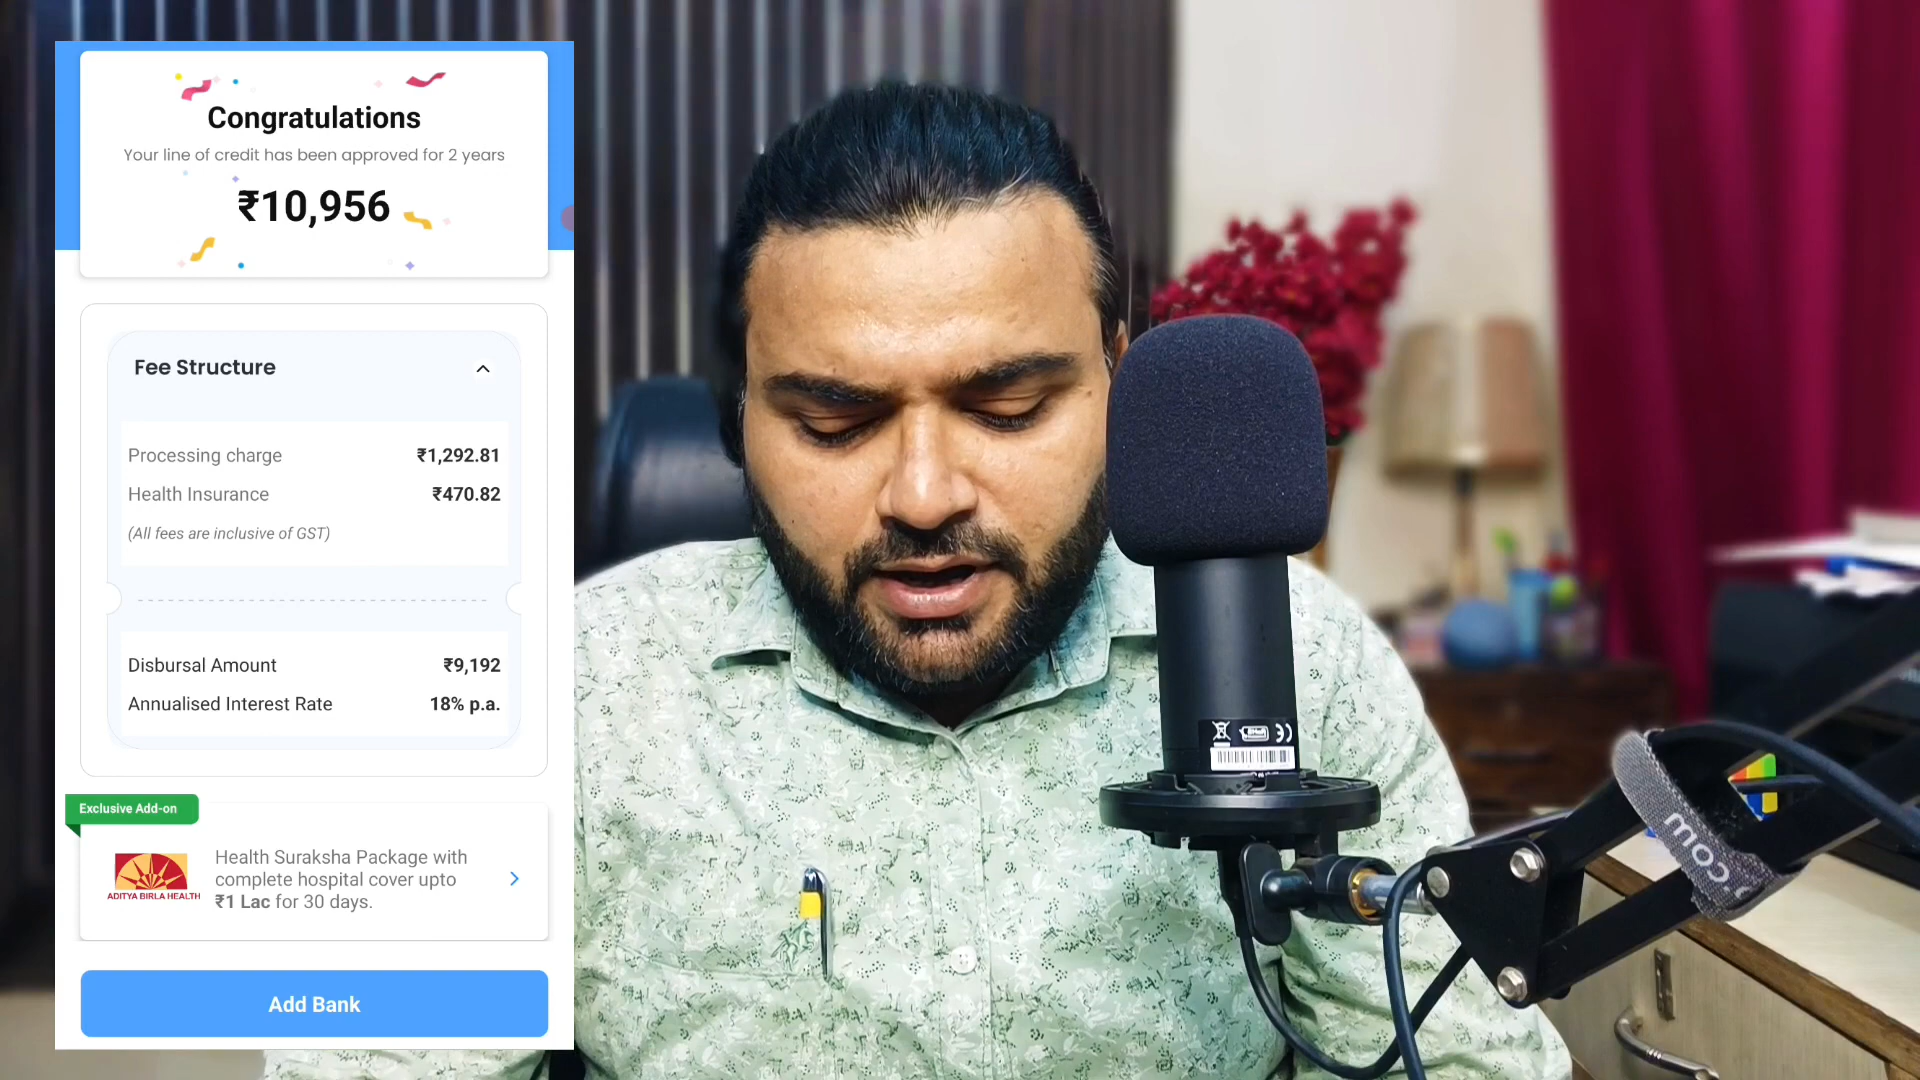 Congratulations
Your line of credit has been approved for 2 years
₹10,956
Fee Structure
Processing charge ₹1,292.81
Health Insurance ₹470.82
(All fees are inclusive of GST)
Disbursal Amount ₹9,192
Annualised Interest Rate 18% p.a.
Exclusive Add-on
Health Suraksha Package with
complete hospital cover upto
₹1 Lac for 30 days.
ADITYA BIRLA HEALTH
Add Bank
CE
.com